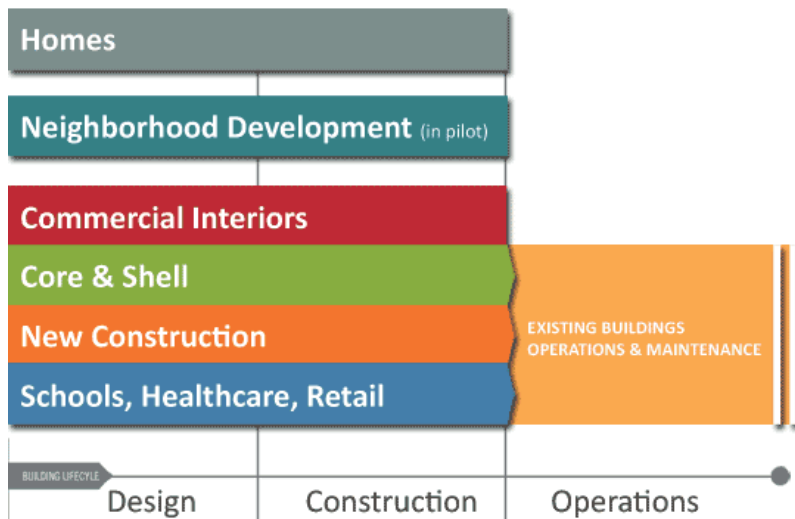 Homes
Neighborhood Development (in pilot)
Commercial Interiors
Core & Shell
New Construction
Schools, Healthcare, Retail
EXISTING BUILDINGS
OPERATIONS & MAINTENANCE
BUILDING LIFECYLE
Design Construction Operations